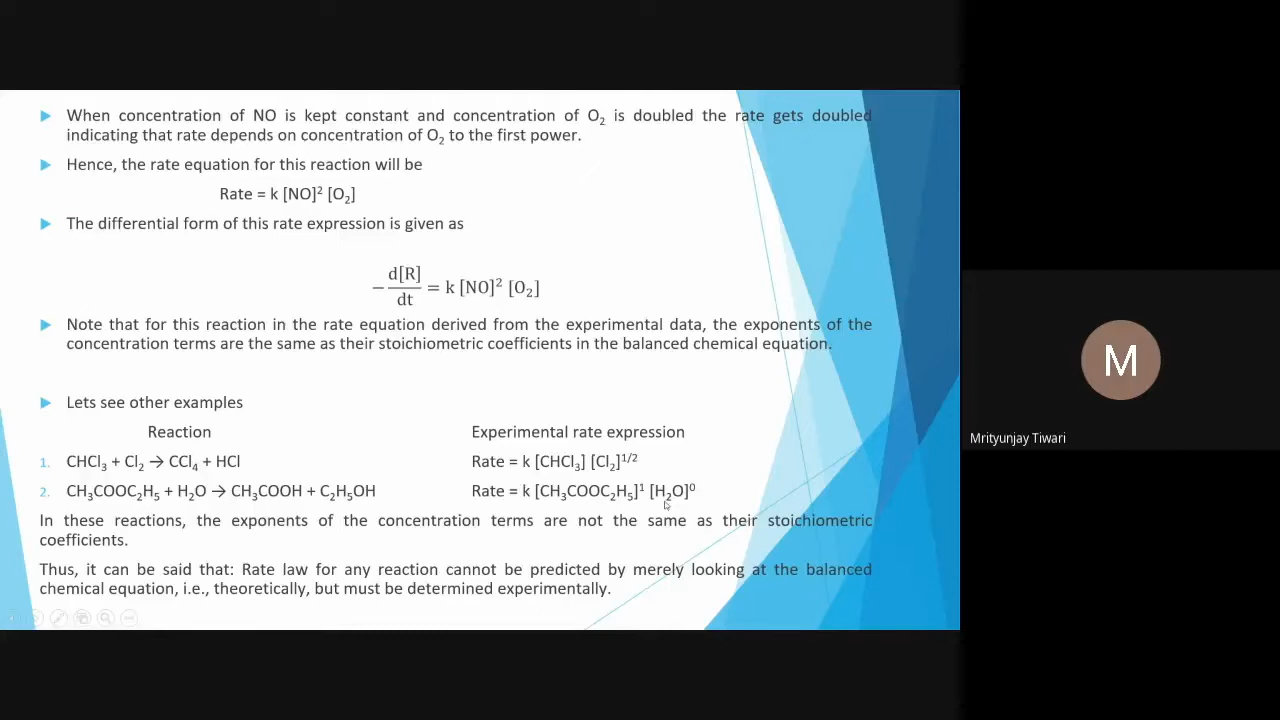 When concentration of NO is kept constant and concentration of O₂ is doubled the rate gets doubled
indicating that rate depends on concentration of O₂ to the first power.
Hence, the rate equation for this reaction will be
Rate = k [NO]² [O₂]
The differential form of this rate expression is given as
− d[R]/dt = k [NO]² [O₂]
Note that for this reaction in the rate equation derived from the experimental data, the exponents of the
concentration terms are the same as their stoichiometric coefficients in the balanced chemical equation.
Lets see other examples
Reaction Experimental rate expression
1. CHCl₃ + Cl₂ → CCl₄ + HCl Rate = k [CHCl₃] [Cl₂]^1/2
2. CH₃COOC₂H₅ + H₂O → CH₃COOH + C₂H₅OH Rate = k [CH₃COOC₂H₅]¹ [H₂O]⁰
In these reactions, the exponents of the concentration terms are not the same as their stoichiometric
coefficients.
Thus, it can be said that: Rate law for any reaction cannot be predicted by merely looking at the balanced
chemical equation, i.e., theoretically, but must be determined experimentally.
M
Mrityunjay Tiwari